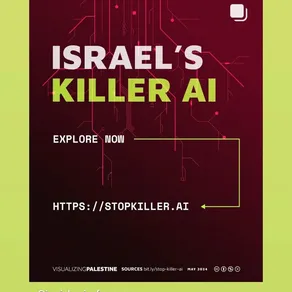 ISRAEL'S
KILLER AI
EXPLORE NOW
HTTPS://STOPKILLER.AI
VISUALIZINGPALESTINE SOURCES bit.ly/stop-killer-ai MAY 2024